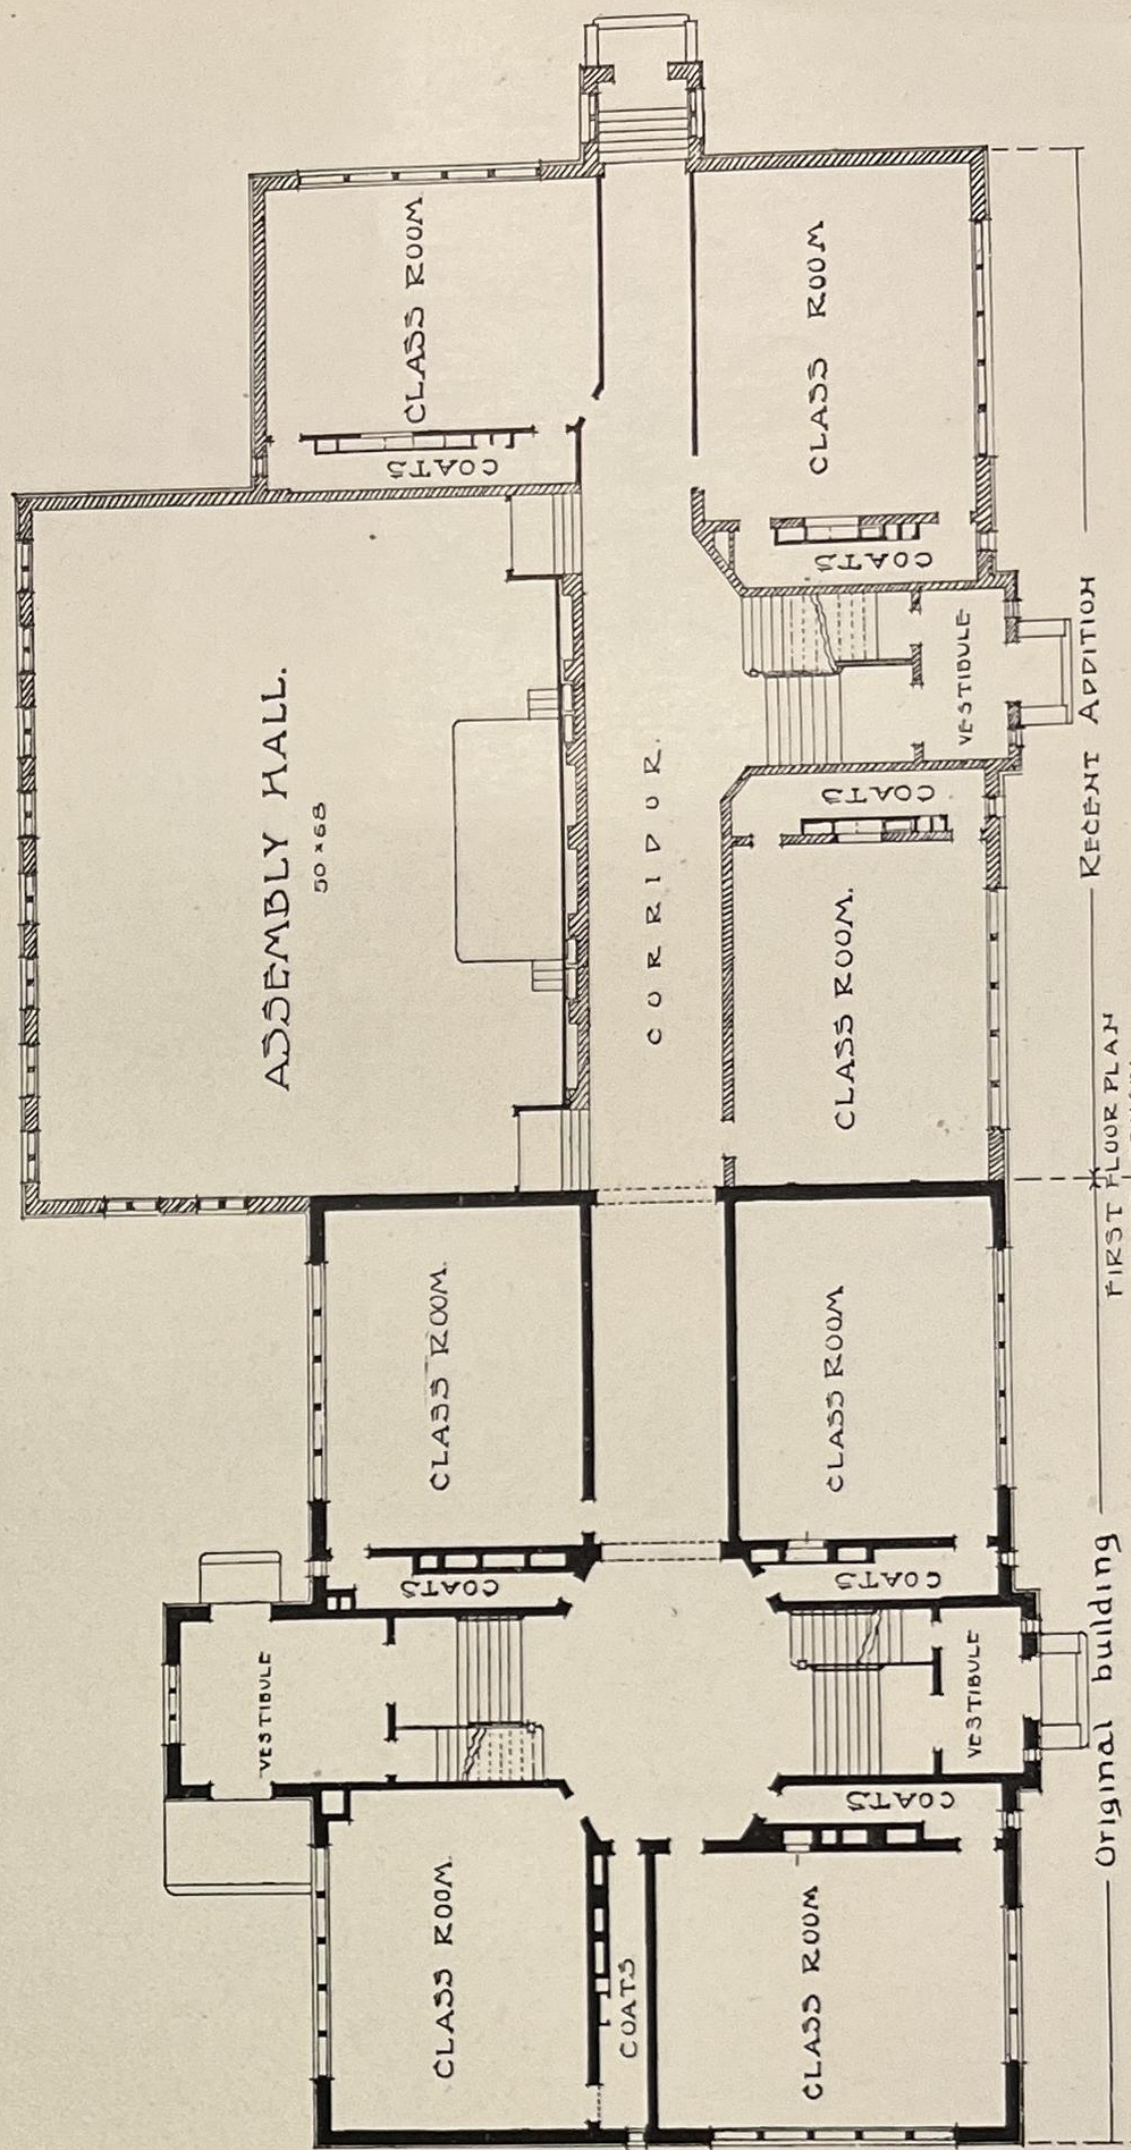 CLASS ROOM
COATS
ASSEMBLY HALL.
50 x 68
CORRIDOR.
CLASS ROOM
COATS
VESTIBULE
COATS
CLASS ROOM.
RECENT ADDITION
FIRST FLOOR PLAN
CLASS ROOM.
COATS
CLASS ROOM
COATS
VESTIBULE
VESTIBULE
COATS
CLASS ROOM.
COATS
CLASS ROOM
Original building